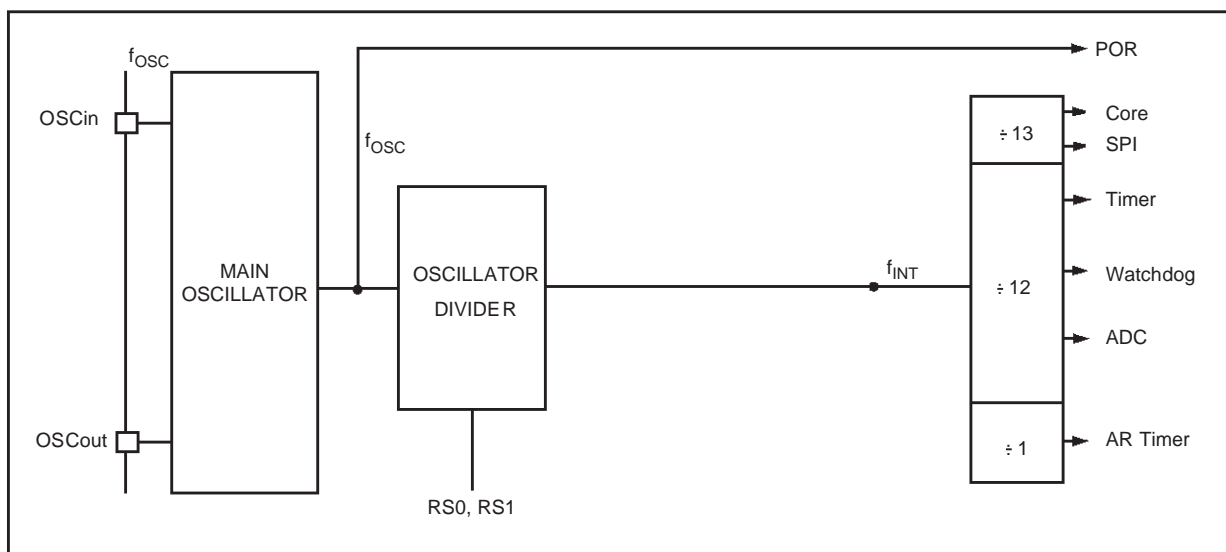 fOSC
POR
OSCin
Core
÷ 13
SPI
fOSC
Timer
MAIN
OSCILLATOR
OSCILLATOR
DIVIDER
fINT
÷ 12
Watchdog
ADC
OSCout
÷ 1
AR Timer
RS0, RS1